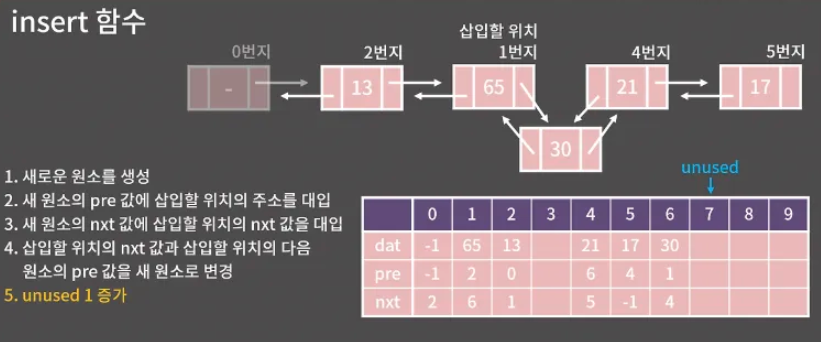 insert 함수
삽입할 위치
0번지 2번지 1번지 4번지 5번지
- 13 65 21 17
30
1. 새로운 원소를 생성
2. 새 원소의 pre 값에 삽입할 위치의 주소를 대입
3. 새 원소의 nxt 값에 삽입할 위치의 nxt 값을 대입
4. 삽입할 위치의 nxt 값과 삽입할 위치의 다음
원소의 pre 값을 새 원소로 변경
5. unused 1 증가
unused
0 1 2 3 4 5 6 7 8 9
dat -1 65 13 21 17 30
pre -1 2 0 6 4 1
nxt 2 6 1 5 -1 4